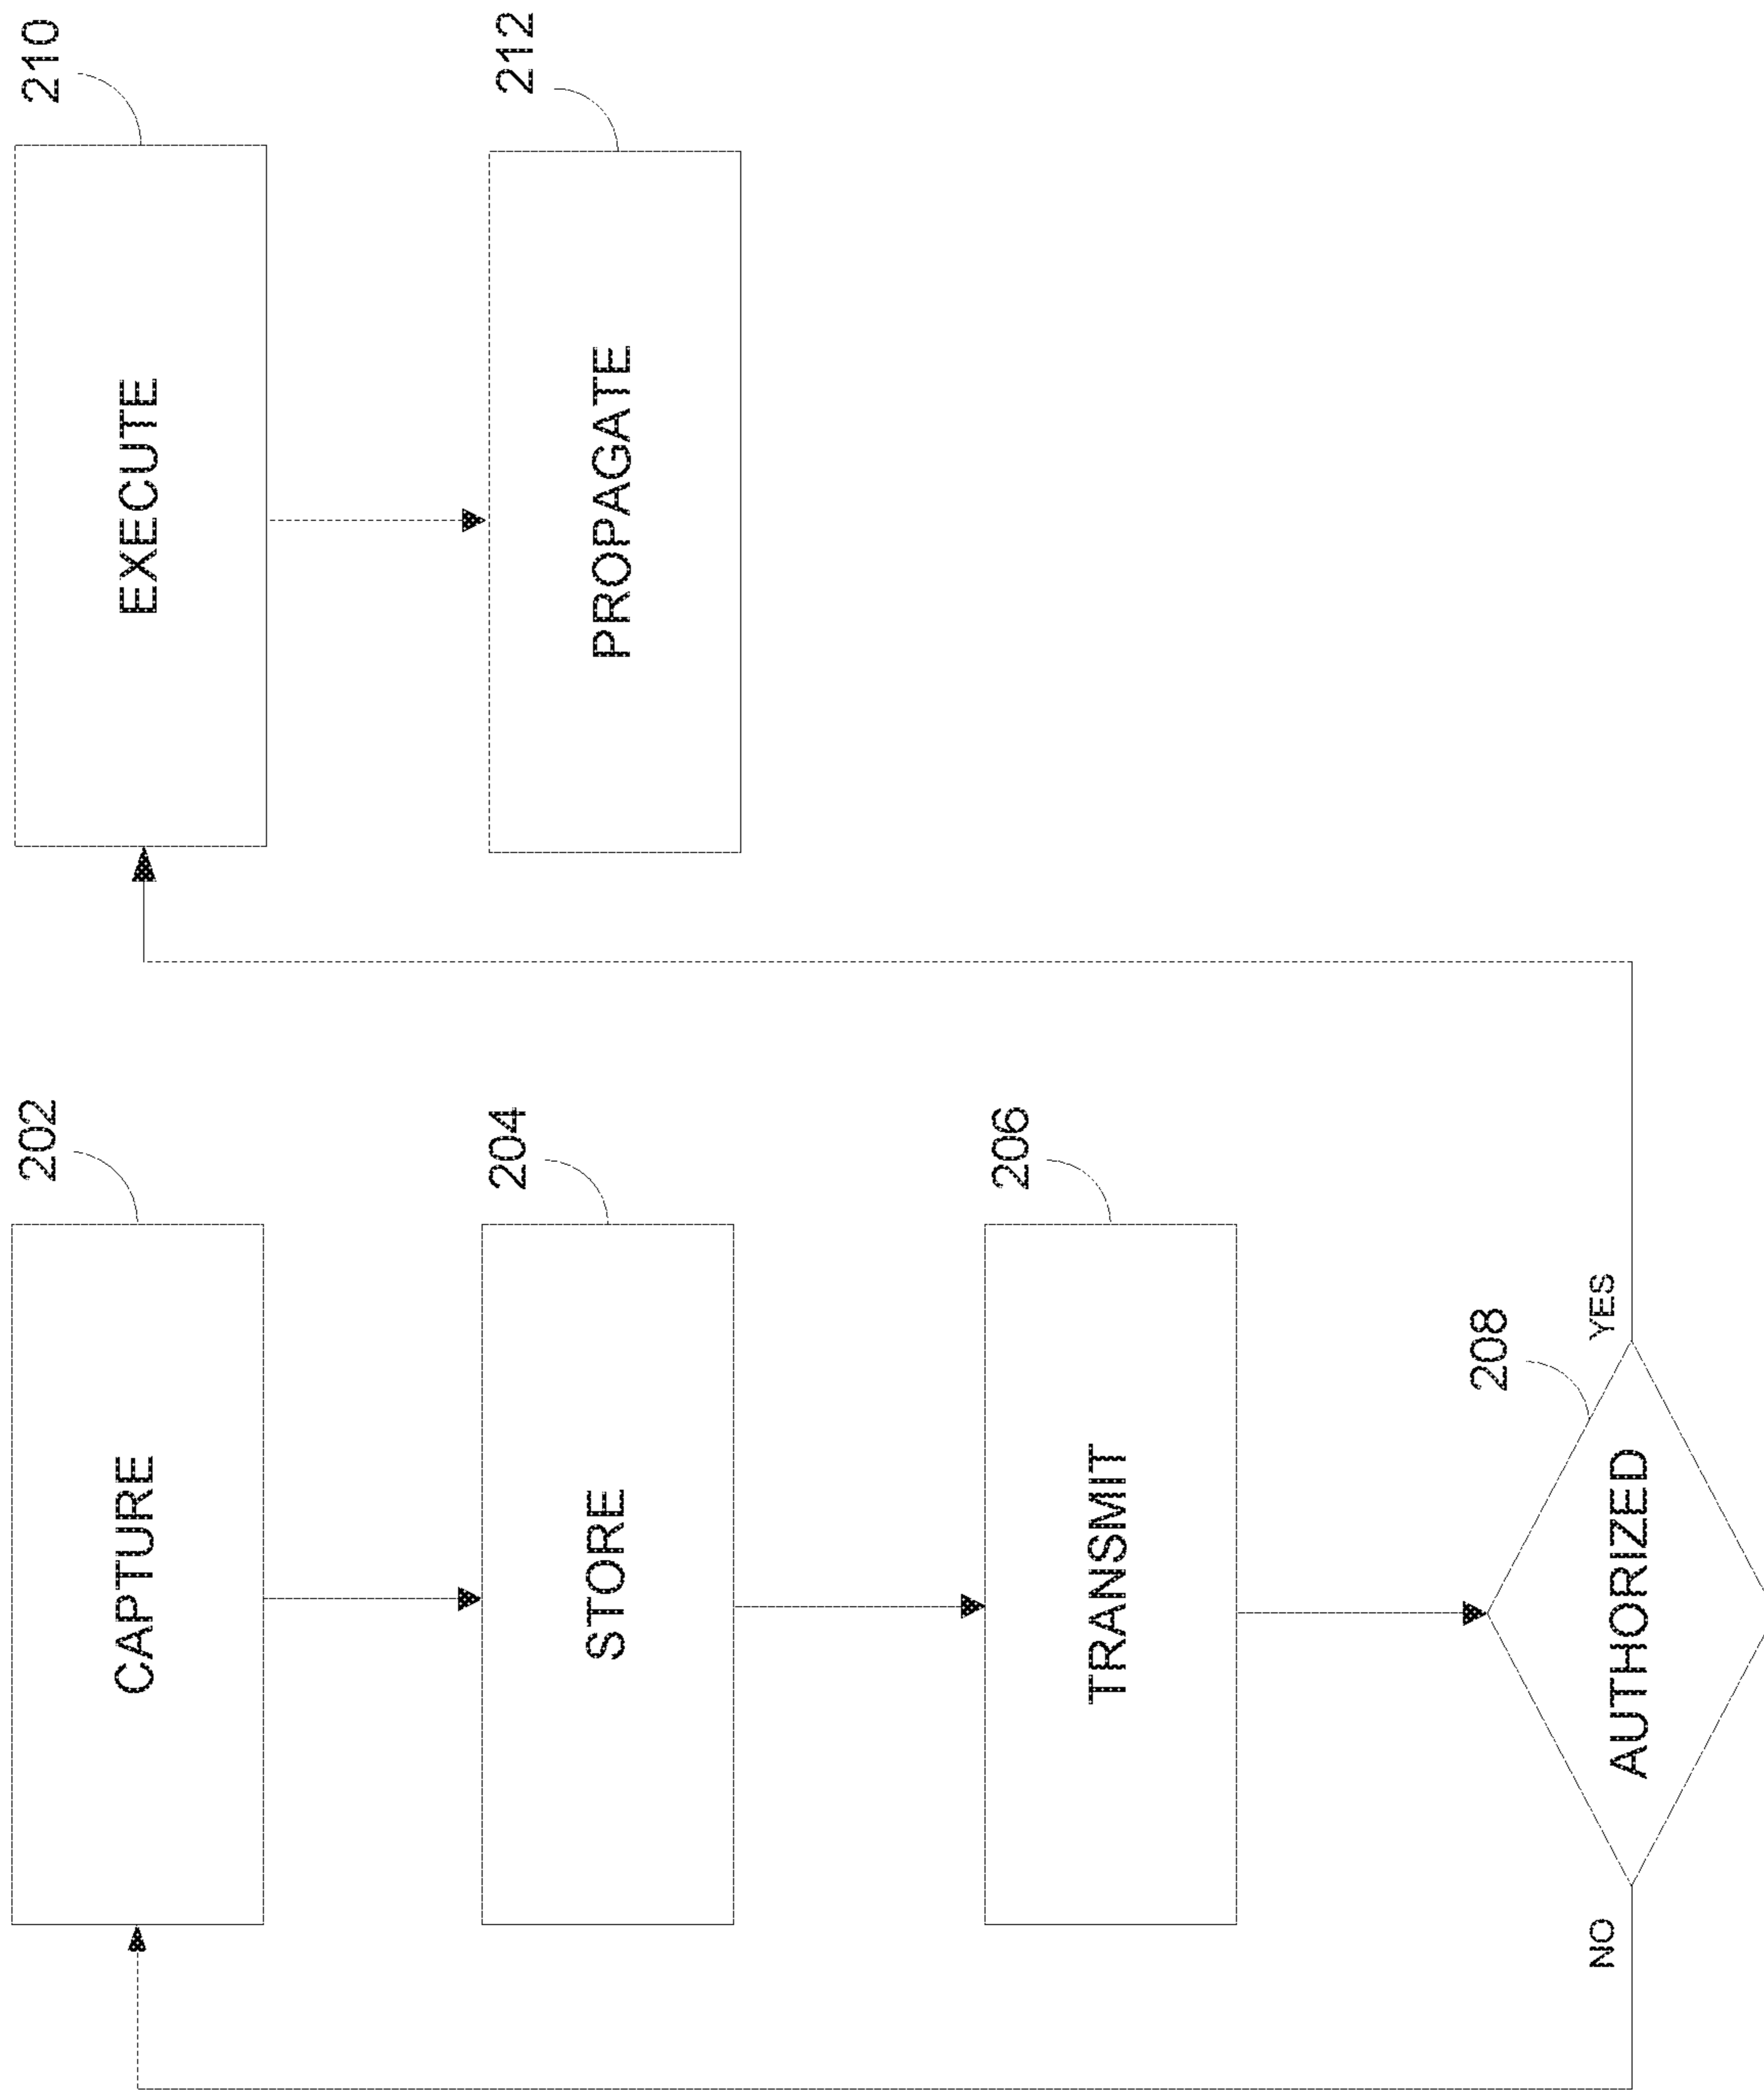 202
CAPTURE
204
STORE
206
TRANSMIT
208
AUTHORIZED
NO
YES
210
EXECUTE
212
PROPAGATE